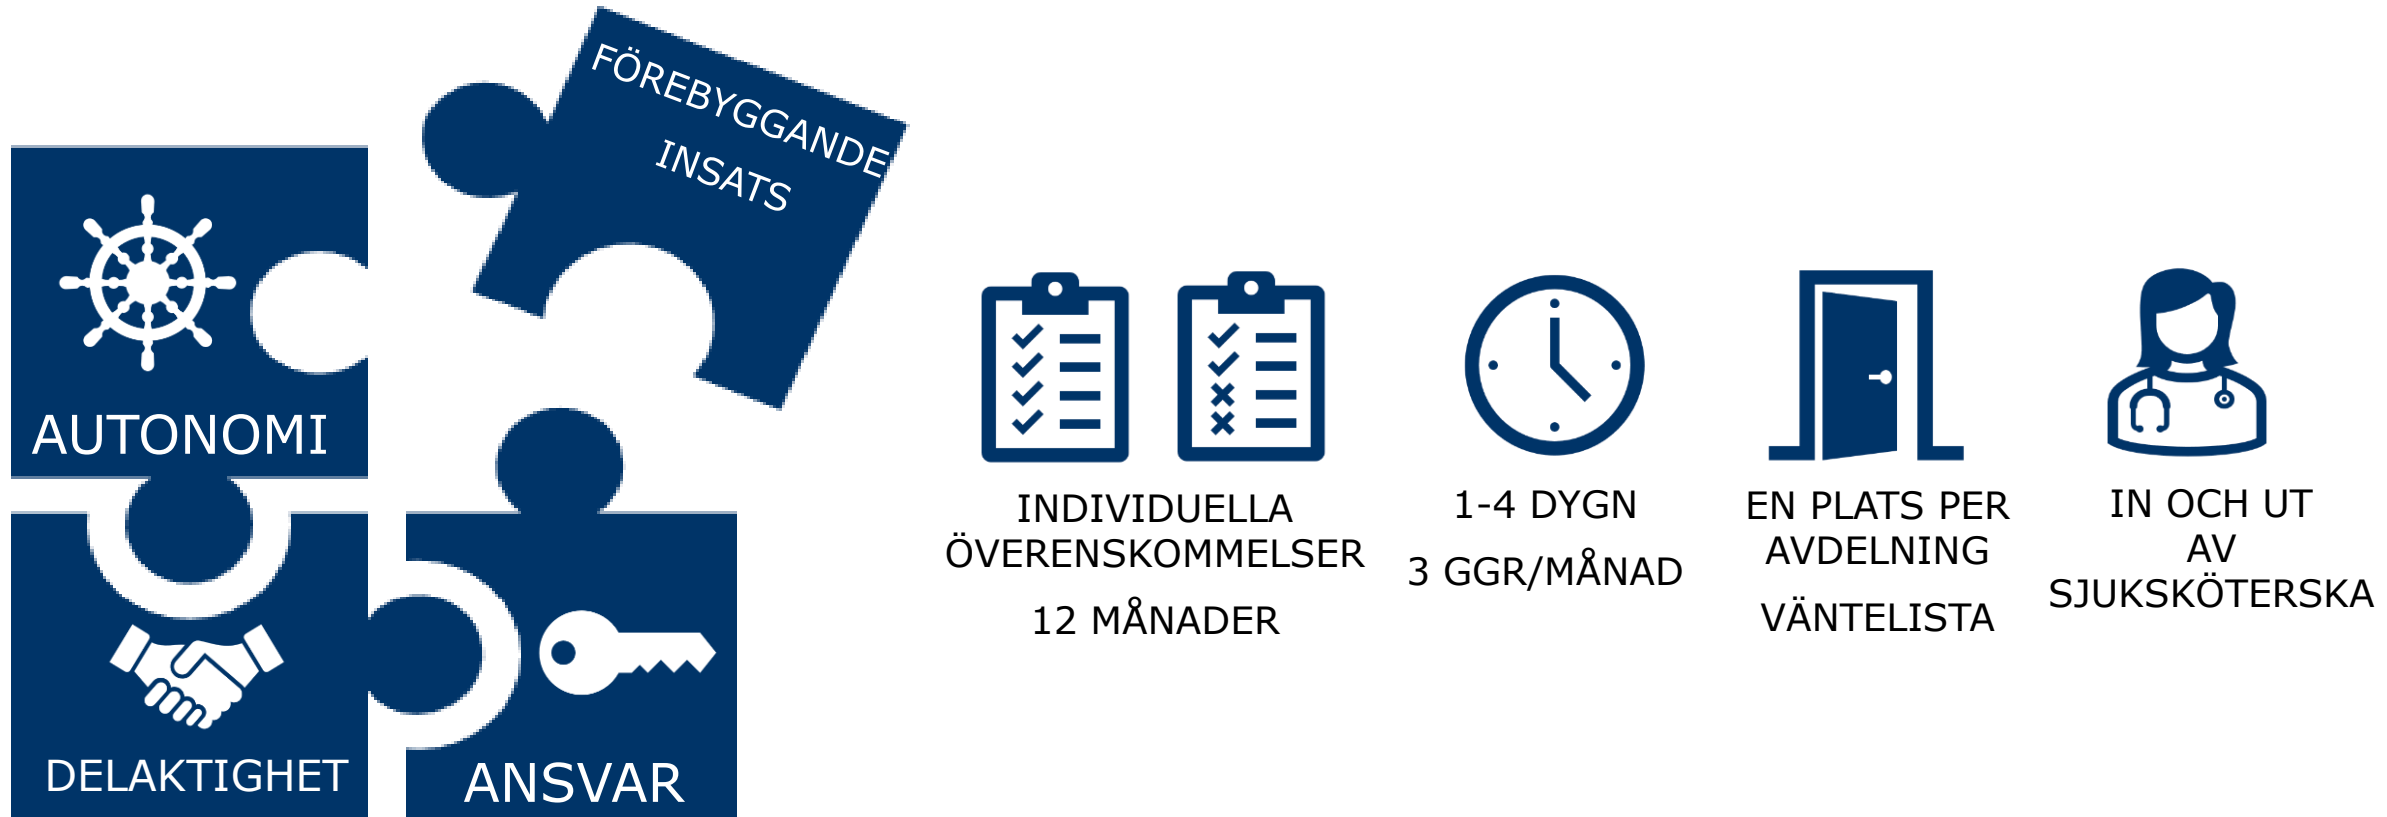 FÖREBYGGANDE
INSATS
AUTONOMI
DELAKTIGHET
ANSVAR
INDIVIDUELLA
ÖVERENSKOMMELSER
12 MÅNADER
1-4 DYGN
3 GGR/MÅNAD
EN PLATS PER
AVDELNING
VÄNTELISTA
IN OCH UT
AV
SJUKSKÖTERSKA